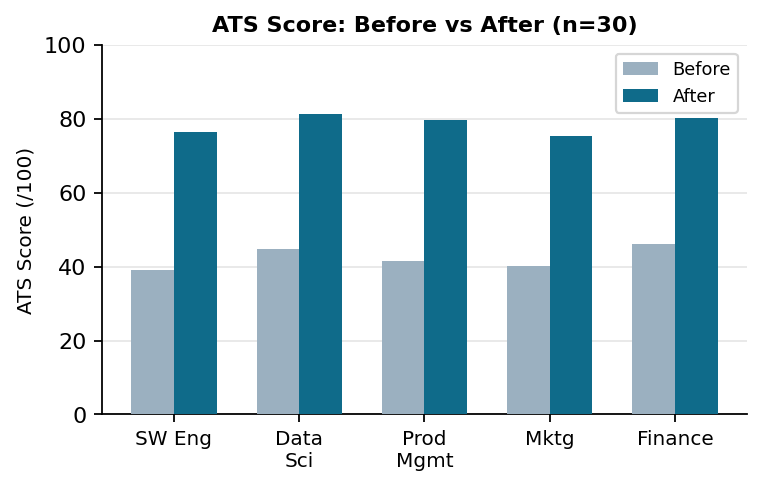 ATS Score: Before vs After (n=30)
Before
After
ATS Score (/100)
100
80
60
40
20
0
SW Eng
Data
Sci
Prod
Mgmt
Mktg
Finance